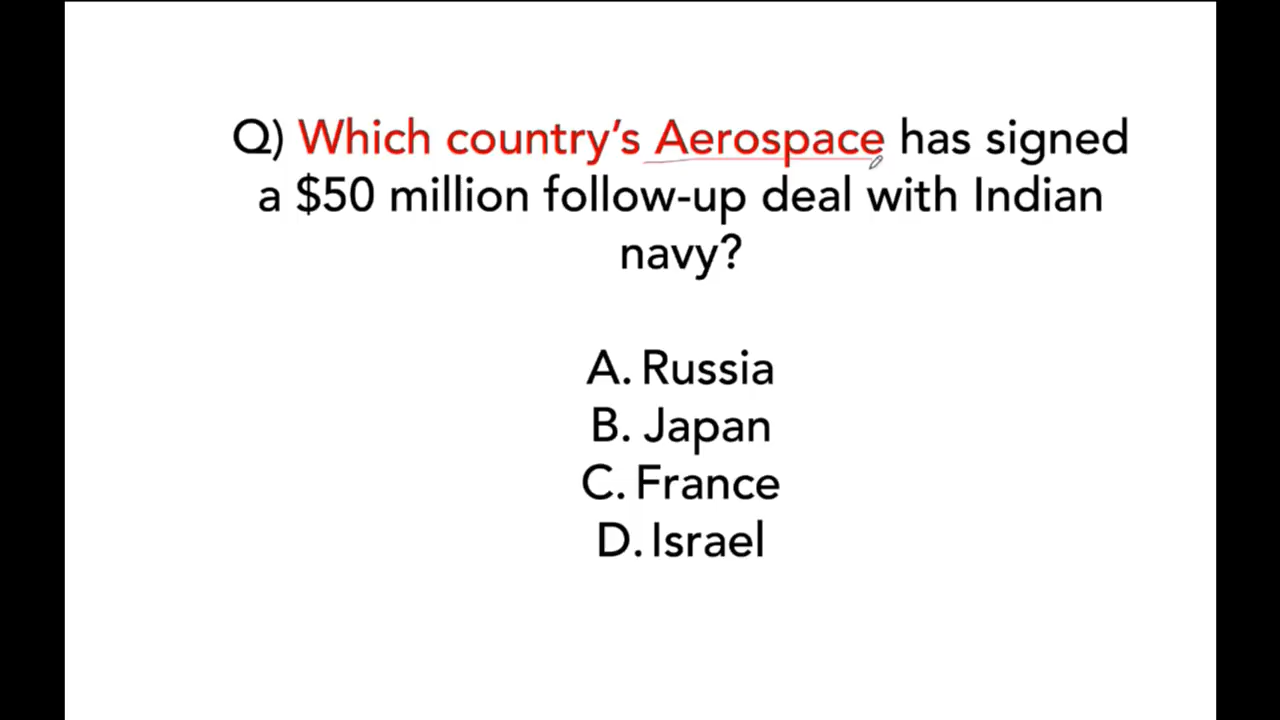 Q) Which country’s Aerospace has signed
a $50 million follow-up deal with Indian
navy?
A. Russia
B. Japan
C. France
D. Israel